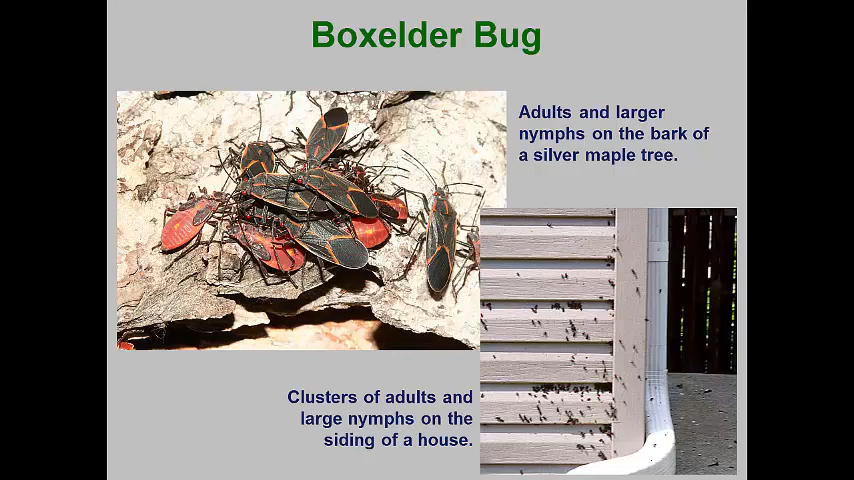 Boxelder Bug
Adults and larger
nymphs on the bark of
a silver maple tree.
Clusters of adults and
large nymphs on the
siding of a house.